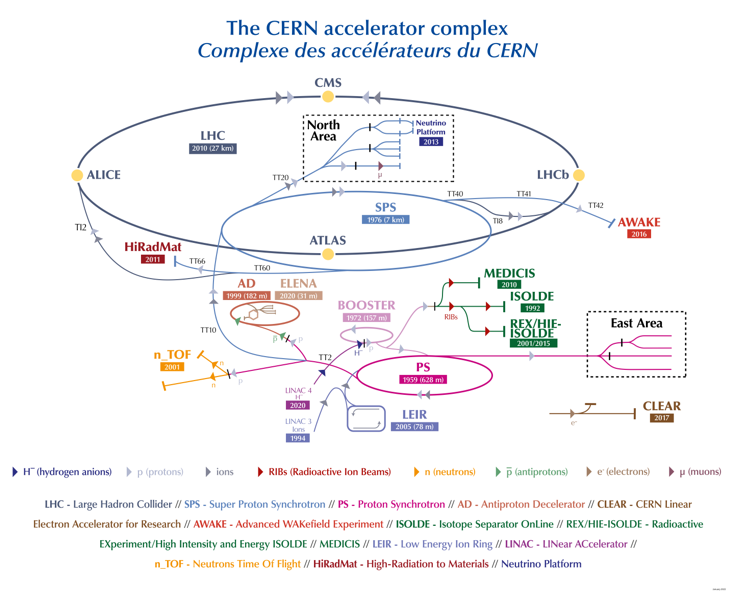 The CERN accelerator complex
Complexe des accélérateurs du CERN
CMS
North
Area
Neutrino
Platform
2013
LHC
2010 (27 km)
TT20
μ
ALICE
LHCb
TT40
TT41
TT42
SPS
1976 (7 km)
TI8
AWAKE
2016
TI2
HiRadMat
2011
ATLAS
TT66
TT60
AD
1999 (182 m)
ELENA
2020 (31 m)
MEDICIS
2010
BOOSTER
1972 (157 m)
ISOLDE
1992
RIBs
REX/HIE-
ISOLDE
2001/2015
East Area
TT10
p̅
p
p
H⁻
n_TOF
2001
TT2
n
n
p
PS
1959 (628 m)
LINAC 4
H⁻
2020
LINAC 3
Ions
1994
LEIR
2005 (78 m)
e⁻
CLEAR
2017
H⁻ (hydrogen anions)
p (protons)
ions
RIBs (Radioactive Ion Beams)
n (neutrons)
p̅ (antiprotons)
e⁻ (electrons)
μ (muons)
LHC - Large Hadron Collider // SPS - Super Proton Synchrotron // PS - Proton Synchrotron // AD - Antiproton Decelerator // CLEAR - CERN Linear
Electron Accelerator for Research // AWAKE - Advanced WAKefield Experiment // ISOLDE - Isotope Separator OnLine // REX/HIE-ISOLDE - Radioactive
EXperiment/High Intensity and Energy ISOLDE // MEDICIS // LEIR - Low Energy Ion Ring // LINAC - LINear ACcelerator //
n_TOF - Neutrons Time Of Flight // HiRadMat - High-Radiation to Materials // Neutrino Platform